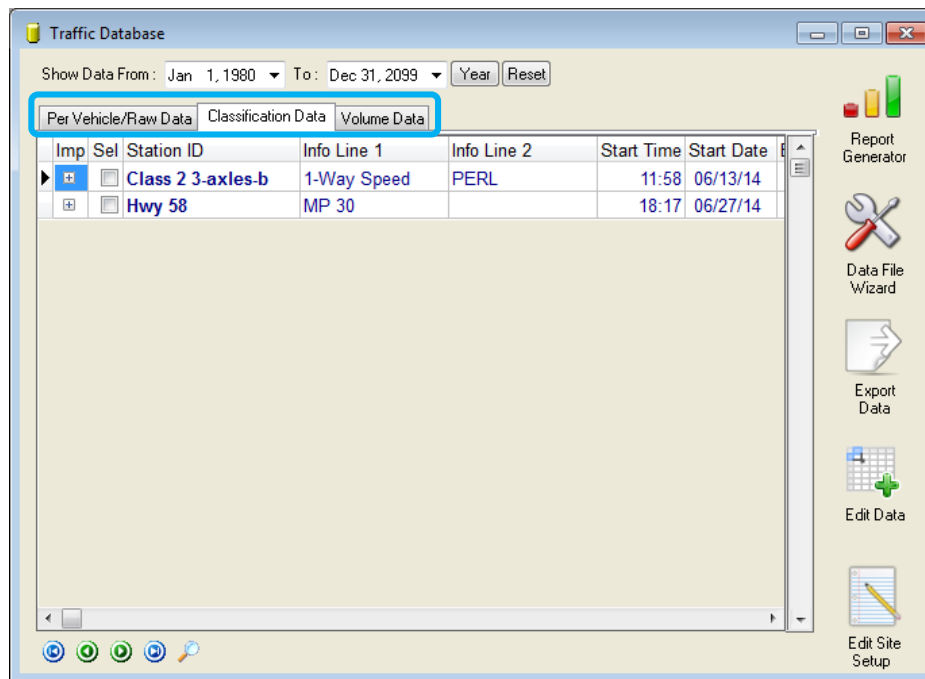 Traffic Database
Show Data From : Jan 1, 1980 To : Dec 31, 2099 Year Reset
Per Vehicle/Raw Data Classification Data Volume Data
Imp Sel Station ID Info Line 1 Info Line 2 Start Time Start Date
Class 2 3-axles-b 1-Way Speed PERL 11:58 06/13/14
Hwy 58 MP 30 18:17 06/27/14
Report
Generator
Data File
Wizard
Export
Data
Edit Data
Edit Site
Setup